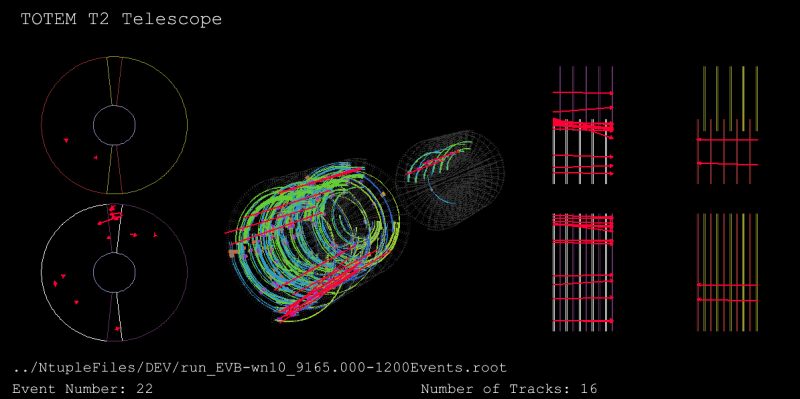 TOTEM T2 Telescope
../NtupleFiles/DEV/run_EVB-wn10_9165.000-1200Events.root
Event Number: 22
Number of Tracks: 16